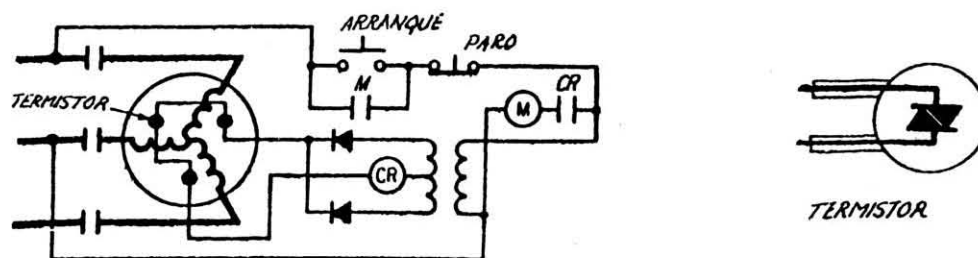 ARRANQUE
PARO
M
CR
M
TERMISTOR
CR
TERMISTOR